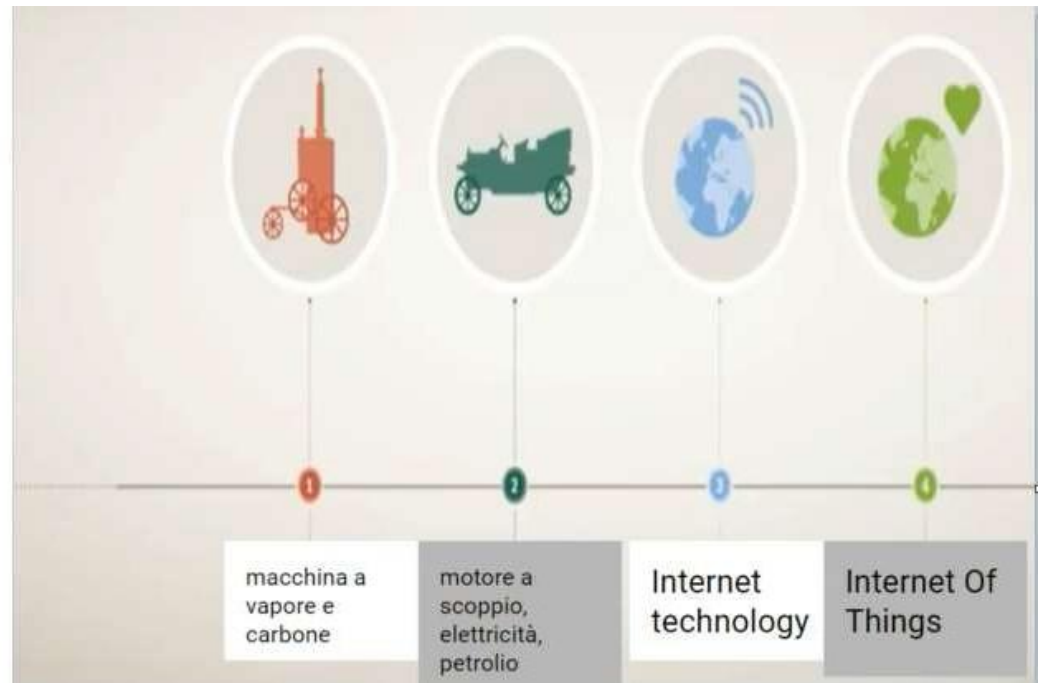 1
2
3
4
macchina a
vapore e
carbone
motore a
scoppio,
elettricità,
petrolio
Internet
technology
Internet Of
Things